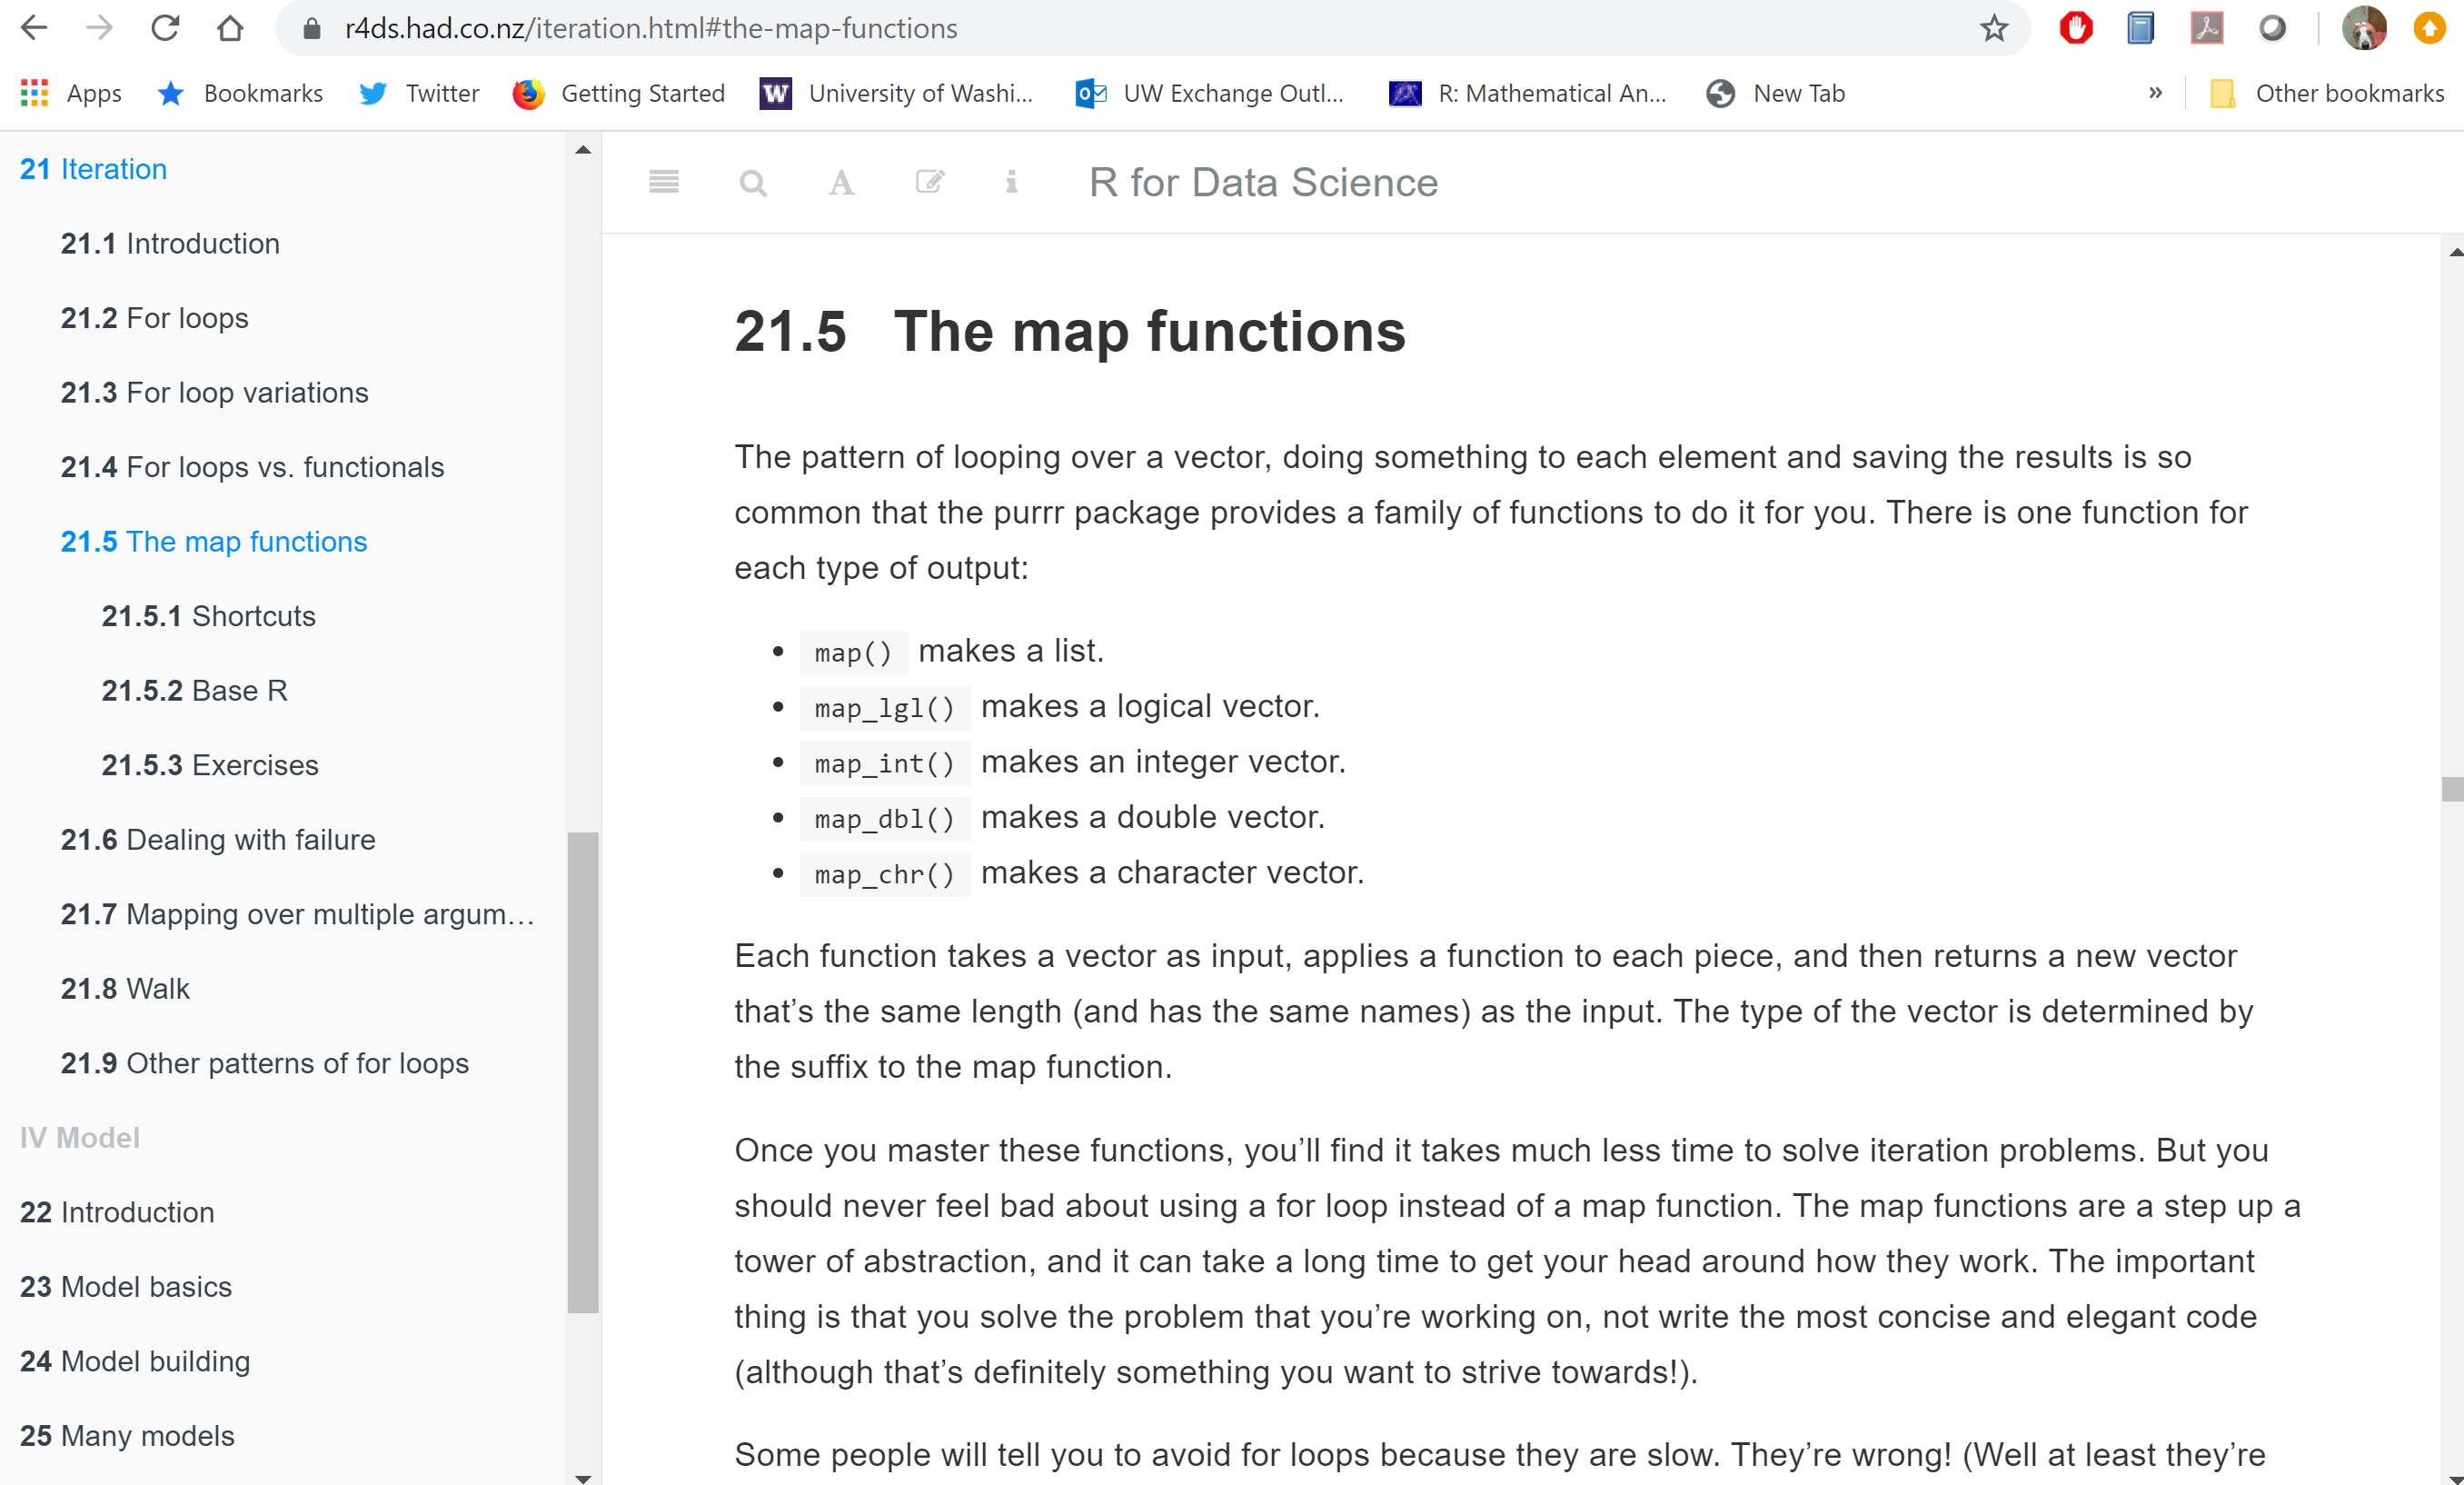 r4ds.had.co.nz/iteration.html#the-map-functions
Apps Bookmarks Twitter Getting Started W University of Washi... UW Exchange Outl... R: Mathematical An... New Tab » Other bookmarks
21 Iteration
21.1 Introduction
21.2 For loops
21.3 For loop variations
21.4 For loops vs. functionals
21.5 The map functions
21.5.1 Shortcuts
21.5.2 Base R
21.5.3 Exercises
21.6 Dealing with failure
21.7 Mapping over multiple argum…
21.8 Walk
21.9 Other patterns of for loops
IV Model
22 Introduction
23 Model basics
24 Model building
25 Many models
A i R for Data Science
21.5 The map functions
The pattern of looping over a vector, doing something to each element and saving the results is so
common that the purrr package provides a family of functions to do it for you. There is one function for
each type of output:
• map() makes a list.
• map_lgl() makes a logical vector.
• map_int() makes an integer vector.
• map_dbl() makes a double vector.
• map_chr() makes a character vector.
Each function takes a vector as input, applies a function to each piece, and then returns a new vector
that’s the same length (and has the same names) as the input. The type of the vector is determined by
the suffix to the map function.
Once you master these functions, you’ll find it takes much less time to solve iteration problems. But you
should never feel bad about using a for loop instead of a map function. The map functions are a step up a
tower of abstraction, and it can take a long time to get your head around how they work. The important
thing is that you solve the problem that you’re working on, not write the most concise and elegant code
(although that’s definitely something you want to strive towards!).
Some people will tell you to avoid for loops because they are slow. They’re wrong! (Well at least they’re